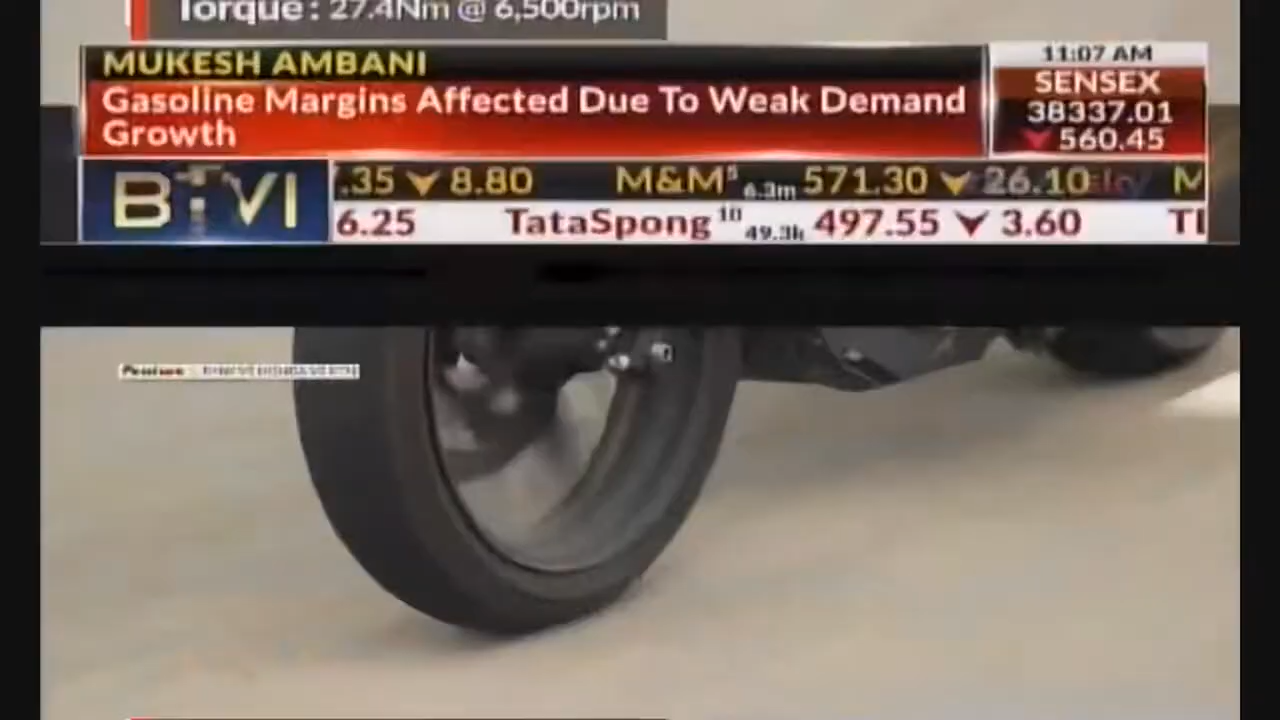 Torque : 27.4Nm @ 6,500rpm
MUKESH AMBANI
Gasoline Margins Affected Due To Weak Demand
Growth
11:07 AM
SENSEX
38337.01
560.45
BTVI
.35 8.80 M&M 6.3m 571.30 26.10 M
6.25 TataSpong 10 49.3k 497.55 3.60 TI